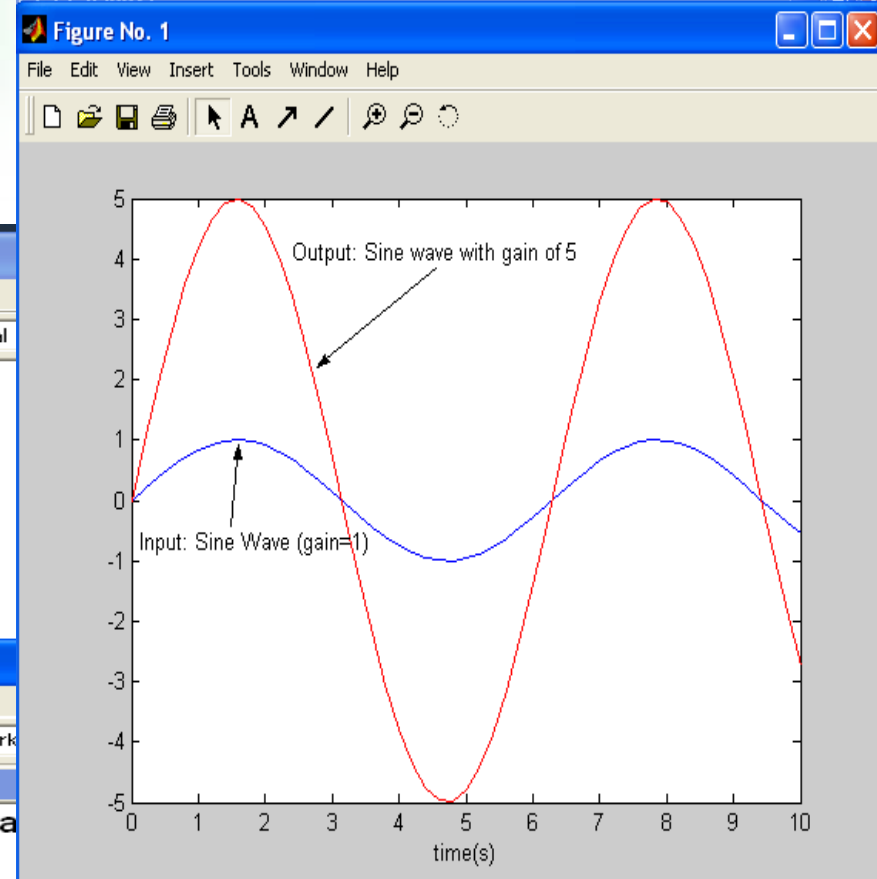 Figure No. 1
File Edit View Insert Tools Window Help
A
5
Output: Sine wave with gain of 5
4
3
2
1
0
Input: Sine Wave (gain=1)
-1
-2
-3
-4
-5
0 1 2 3 4 5 6 7 8 9 10
time(s)